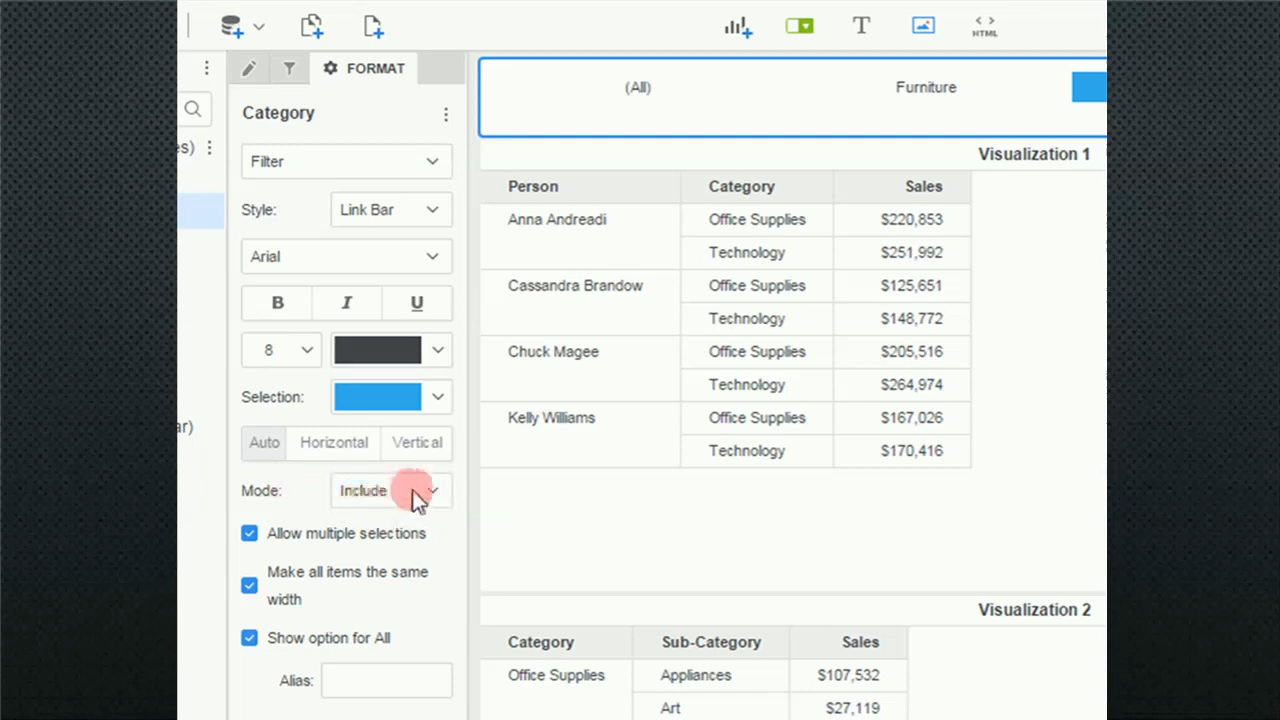 HTML
FORMAT
Category
(All) Furniture
Filter
es)
Visualization 1
Person Category Sales
Style: Link Bar
Anna Andreadi Office Supplies $220,853
Technology $251,992
Arial
Cassandra Brandow Office Supplies $125,651
B I U
Technology $148,772
8
Chuck Magee Office Supplies $205,516
Technology $264,974
Selection:
Kelly Williams Office Supplies $167,026
ar)
Auto Horizontal Vertical
Technology $170,416
Mode: Include
Allow multiple selections
Make all items the same
width
Visualization 2
Show option for All
Category Sub-Category Sales
Alias:
Office Supplies Appliances $107,532
Art $27,119